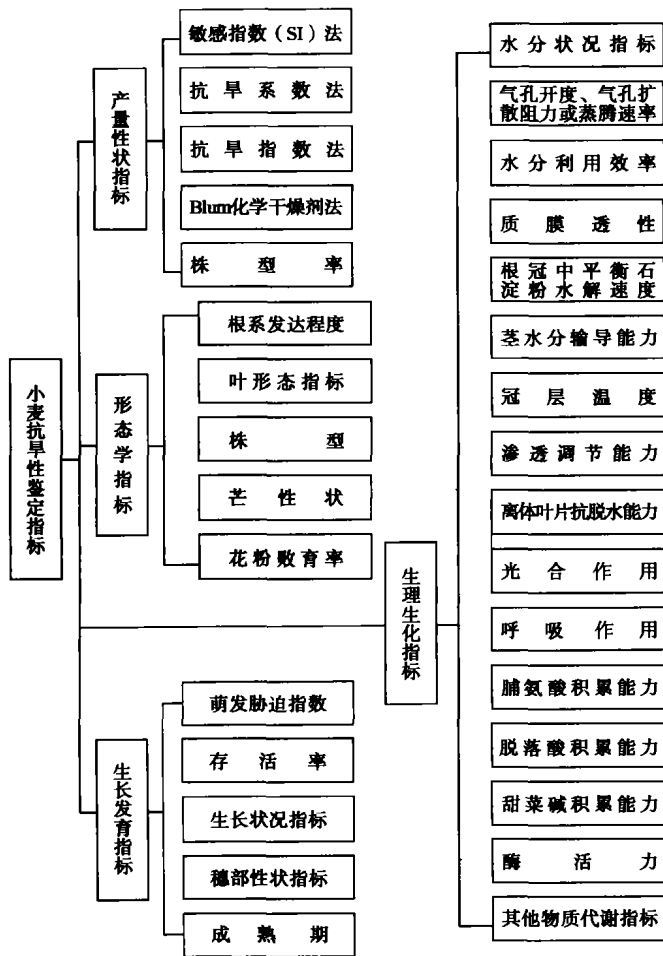 小麦抗旱性鉴定指标
产量性状指标
敏感指数（SI）法
抗旱系数法
抗旱指数法
Blum化学干燥剂法
株型率
形态学指标
根系发达程度
叶形态指标
株型
芒性状
花粉败育率
生长发育指标
萌发胁迫指数
存活率
生长状况指标
穗部性状指标
成熟期
生理生化指标
水分状况指标
气孔开度、气孔扩
散阻力或蒸腾速率
水分利用效率
质膜透性
根冠中平衡石
淀粉水解速度
茎水分输导能力
冠层温度
渗透调节能力
离体叶片抗脱水能力
光合作用
呼吸作用
脯氨酸积累能力
脱落酸积累能力
甜菜碱积累能力
酶活力
其他物质代谢指标